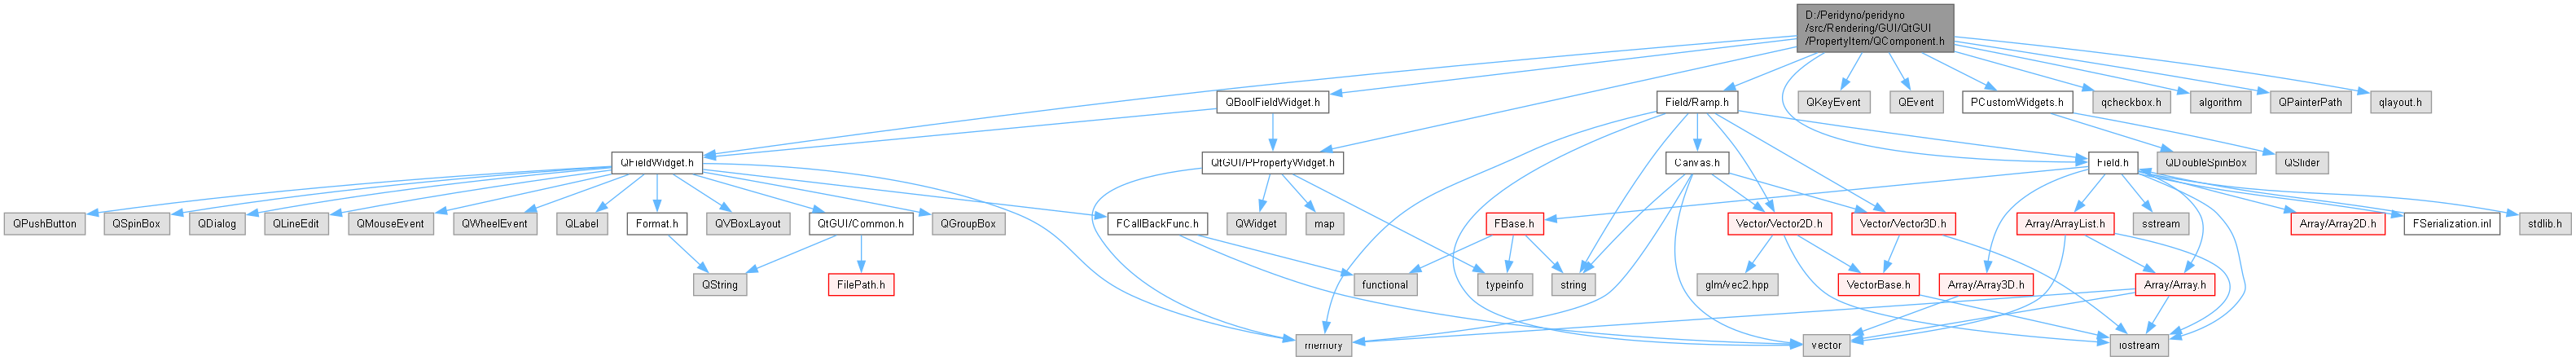 D:/Peridyno/peridyno
/src/Rendering/GUI/QtGUI
/PropertyItem/QComponent.h
QBoolFieldWidget.h
Field/Ramp.h
QKeyEvent
QEvent
PCustomWidgets.h
qcheckbox.h
algorithm
QPainterPath
qlayout.h
QFieldWidget.h
QtGUI/PPropertyWidget.h
Canvas.h
Field.h
QDoubleSpinBox
QSlider
QPushButton
QSpinBox
QDialog
QLineEdit
QMouseEvent
QWheelEvent
QLabel
Format.h
QVBoxLayout
QtGUI/Common.h
QGroupBox
FCallBackFunc.h
QWidget
map
FBase.h
Vector/Vector2D.h
Vector/Vector3D.h
Array/ArrayList.h
sstream
Array/Array2D.h
FSerialization.inl
stdlib.h
QString
FilePath.h
functional
typeinfo
string
glm/vec2.hpp
VectorBase.h
Array/Array3D.h
Array/Array.h
memory
vector
iostream